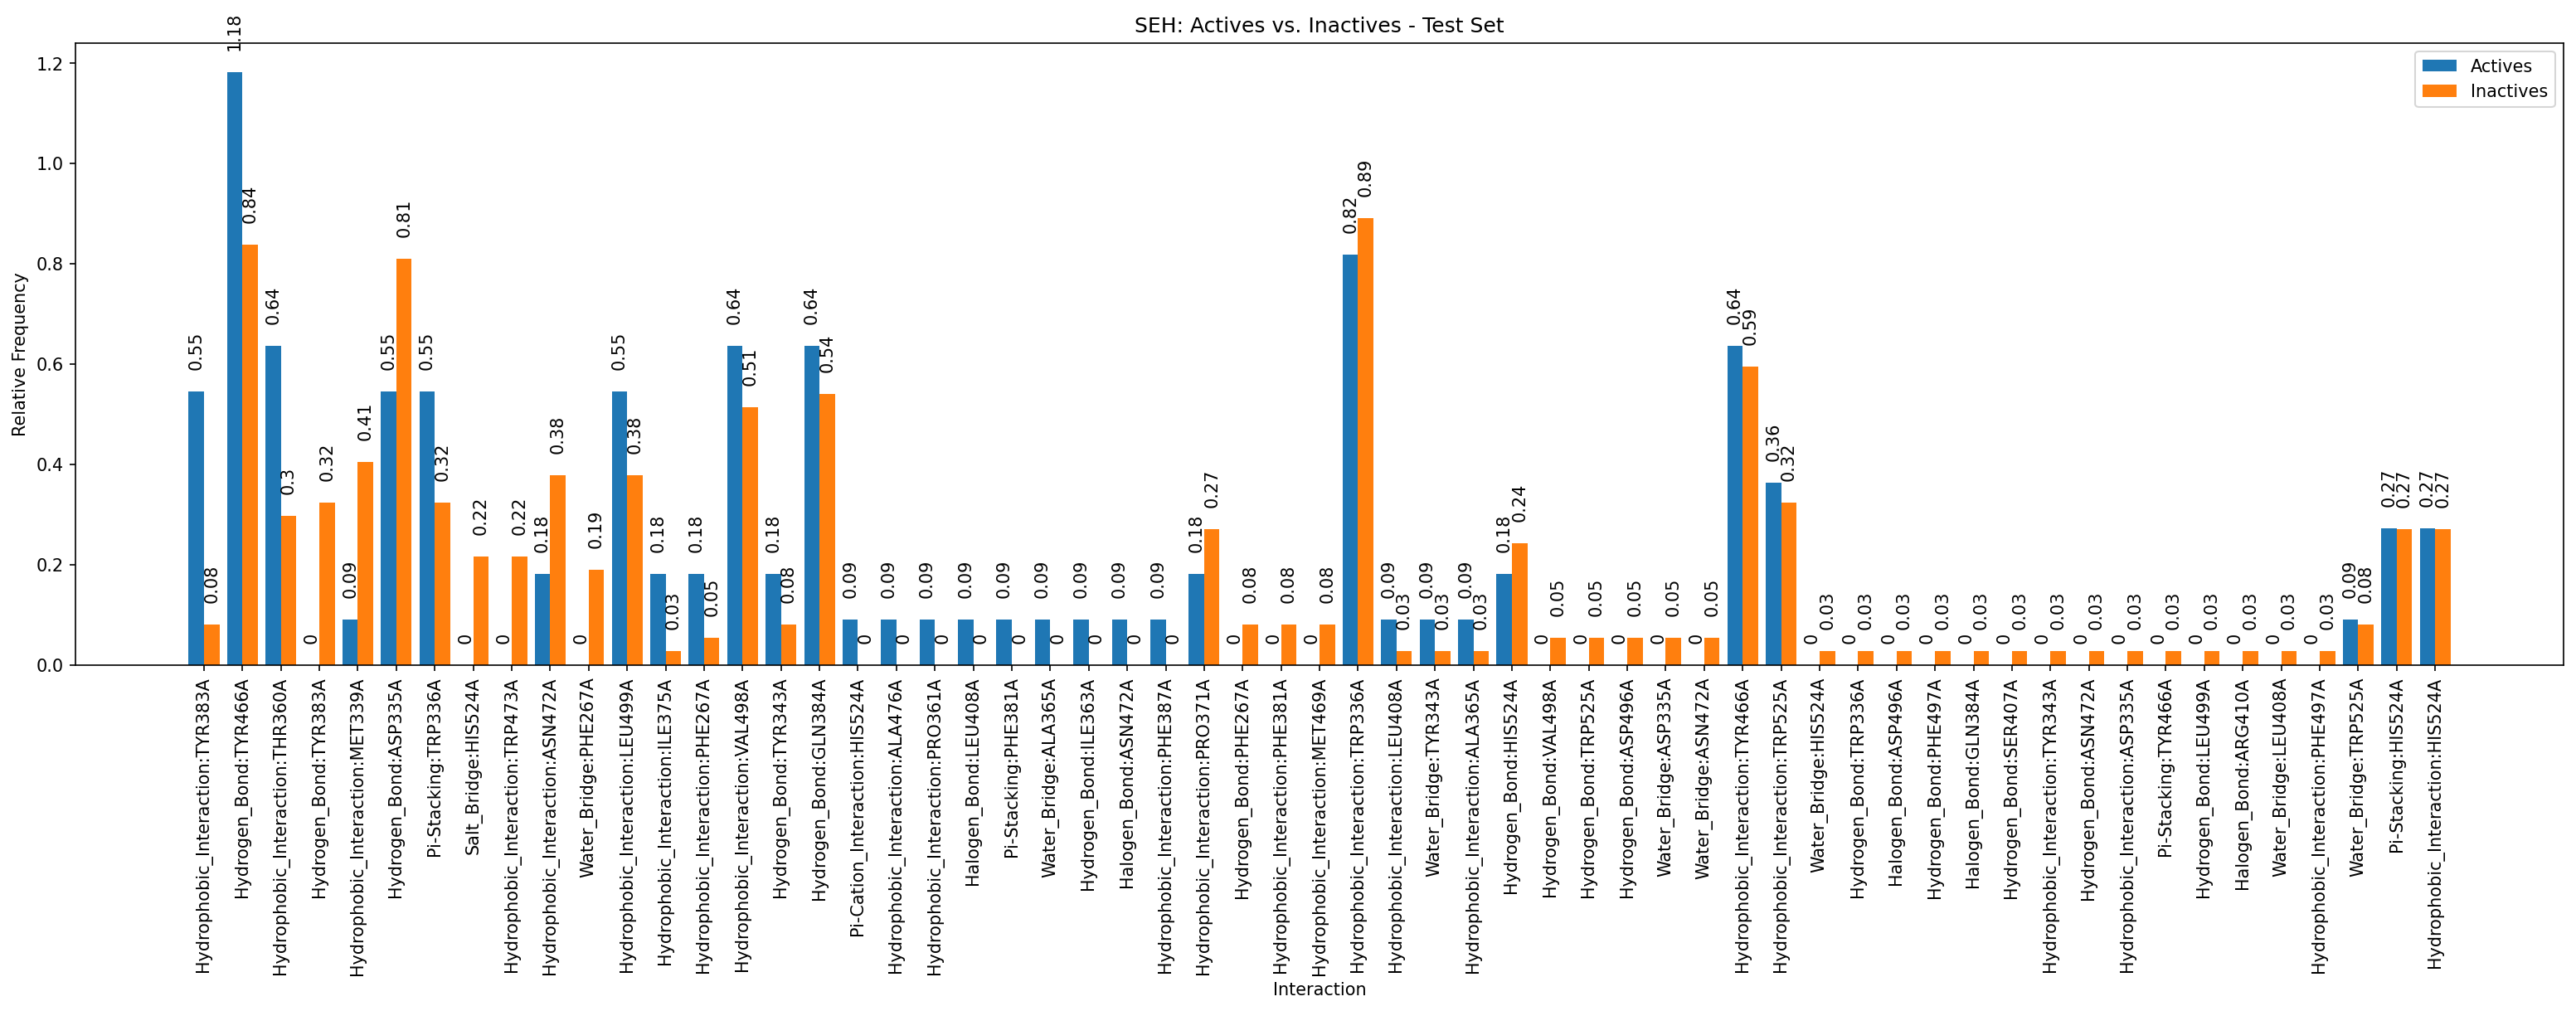 SEH: Actives vs. Inactives - Test Set
Actives
Inactives
Relative Frequency
1.2
1.0
0.8
0.6
0.4
0.2
0.0
0.55
0.08
1.18
0.84
0.64
0.3
0
0.32
0.09
0.41
0.55
0.81
0.55
0.32
0
0.22
0
0.22
0.18
0.38
0
0.19
0.55
0.38
0.18
0.03
0.18
0.05
0.64
0.51
0.18
0.08
0.64
0.54
0.09
0
0.09
0
0.09
0
0.09
0
0.09
0
0.09
0
0.09
0
0.09
0
0.09
0
0.18
0.27
0
0.08
0
0.08
0
0.08
0.82
0.89
0.09
0.03
0.09
0.03
0.09
0.03
0.18
0.24
0
0.05
0
0.05
0
0.05
0
0.05
0
0.05
0.64
0.59
0.36
0.32
0
0.03
0
0.03
0
0.03
0
0.03
0
0.03
0
0.03
0
0.03
0
0.03
0
0.03
0
0.03
0
0.03
0
0.03
0
0.03
0
0.03
0.09
0.08
0.27
0.27
0.27
0.27
Hydrophobic_Interaction:TYR383A
Hydrogen_Bond:TYR466A
Hydrophobic_Interaction:THR360A
Hydrogen_Bond:TYR383A
Hydrophobic_Interaction:MET339A
Hydrogen_Bond:ASP335A
Pi-Stacking:TRP336A
Salt_Bridge:HIS524A
Hydrophobic_Interaction:TRP473A
Hydrophobic_Interaction:ASN472A
Water_Bridge:PHE267A
Hydrophobic_Interaction:LEU499A
Hydrophobic_Interaction:ILE375A
Hydrophobic_Interaction:PHE267A
Hydrophobic_Interaction:VAL498A
Hydrogen_Bond:TYR343A
Hydrogen_Bond:GLN384A
Pi-Cation_Interaction:HIS524A
Hydrophobic_Interaction:ALA476A
Hydrophobic_Interaction:PRO361A
Halogen_Bond:LEU408A
Pi-Stacking:PHE381A
Water_Bridge:ALA365A
Hydrogen_Bond:ILE363A
Halogen_Bond:ASN472A
Hydrophobic_Interaction:PHE387A
Hydrophobic_Interaction:PRO371A
Hydrogen_Bond:PHE267A
Hydrophobic_Interaction:PHE381A
Hydrophobic_Interaction:MET469A
Hydrophobic_Interaction:TRP336A
Hydrophobic_Interaction:LEU408A
Water_Bridge:TYR343A
Hydrophobic_Interaction:ALA365A
Hydrogen_Bond:HIS524A
Hydrogen_Bond:VAL498A
Hydrogen_Bond:TRP525A
Hydrogen_Bond:ASP496A
Water_Bridge:ASP335A
Water_Bridge:ASN472A
Hydrophobic_Interaction:TYR466A
Hydrophobic_Interaction:TRP525A
Water_Bridge:HIS524A
Hydrogen_Bond:TRP336A
Halogen_Bond:ASP496A
Hydrogen_Bond:PHE497A
Halogen_Bond:GLN384A
Hydrogen_Bond:SER407A
Hydrophobic_Interaction:TYR343A
Hydrogen_Bond:ASN472A
Hydrophobic_Interaction:ASP335A
Pi-Stacking:TYR466A
Hydrogen_Bond:LEU499A
Halogen_Bond:ARG410A
Water_Bridge:LEU408A
Hydrophobic_Interaction:PHE497A
Water_Bridge:TRP525A
Pi-Stacking:HIS524A
Hydrophobic_Interaction:HIS524A
Interaction